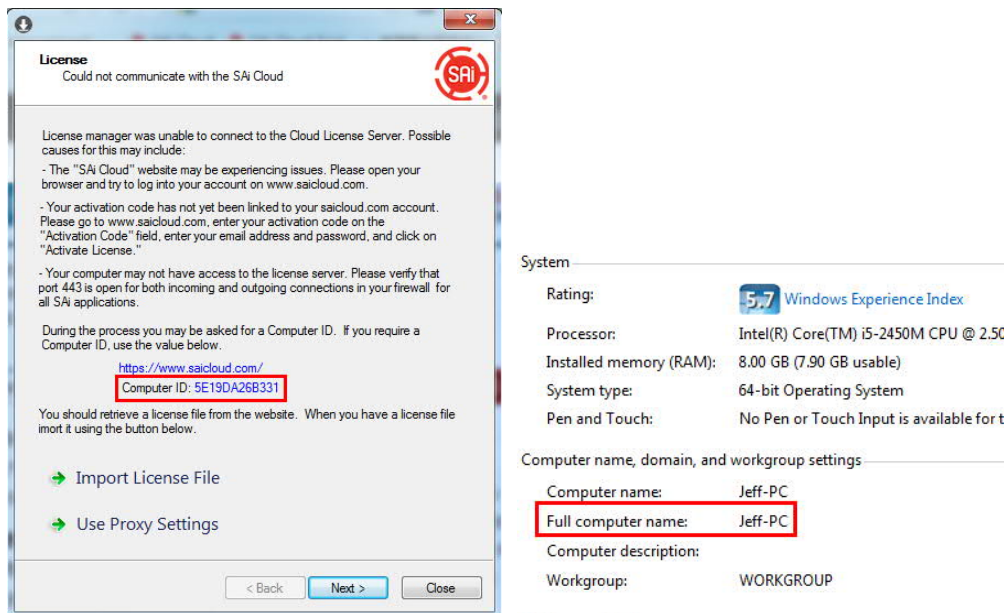 License
Could not communicate with the SAi Cloud
SAi
License manager was unable to connect to the Cloud License Server. Possible
causes for this may include:
- The "SAi Cloud" website may be experiencing issues. Please open your
browser and try to log into your account on www.saicloud.com.
- Your activation code has not yet been linked to your saicloud.com account.
Please go to www.saicloud.com, enter your activation code on the
"Activation Code" field, enter your email address and password, and click on
"Activate License."
- Your computer may not have access to the license server. Please verify that
port 443 is open for both incoming and outgoing connections in your firewall for
all SAi applications.
During the process you may be asked for a Computer ID. If you require a
Computer ID, use the value below.
https://www.saicloud.com/
Computer ID: 5E19DA26B331
You should retrieve a license file from the website. When you have a license file
imort it using the button below.
Import License File
Use Proxy Settings
< Back
Next >
Close
System
Rating: 5.7 Windows Experience Index
Processor: Intel(R) Core(TM) i5-2450M CPU @ 2.50
Installed memory (RAM): 8.00 GB (7.90 GB usable)
System type: 64-bit Operating System
Pen and Touch: No Pen or Touch Input is available for t
Computer name, domain, and workgroup settings
Computer name: Jeff-PC
Full computer name: Jeff-PC
Computer description:
Workgroup: WORKGROUP